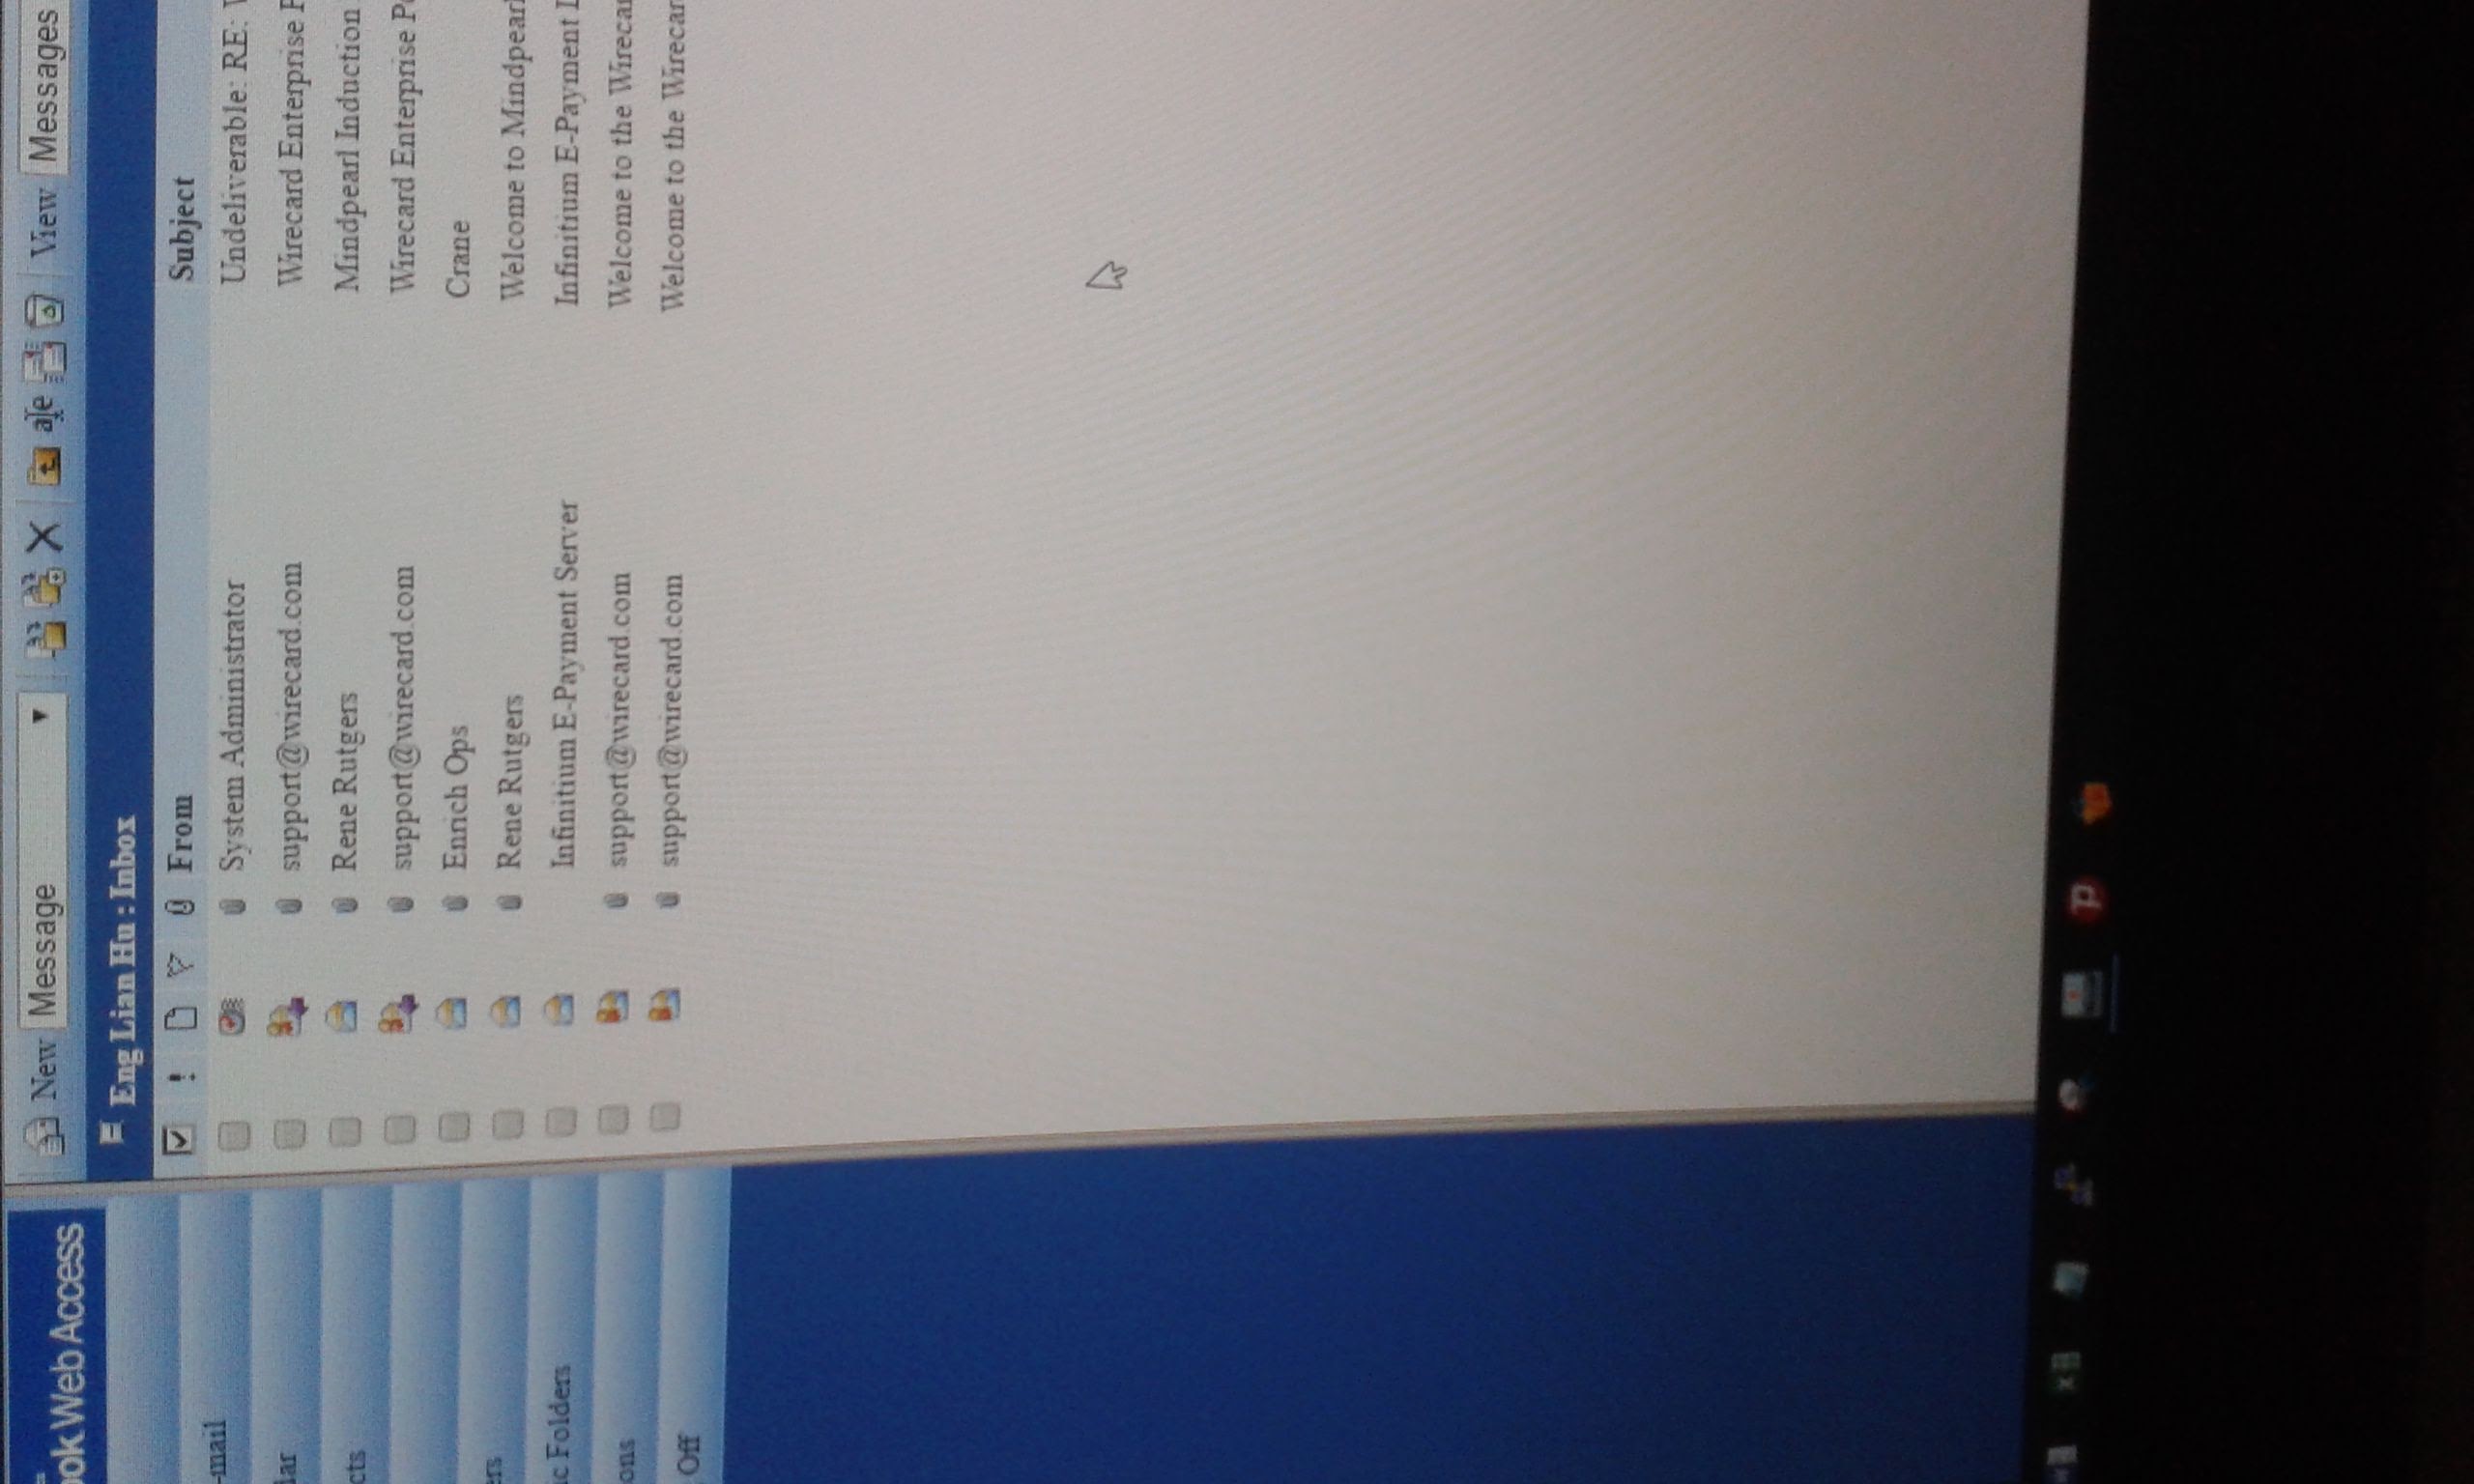 ook Web Access
New Message View Messages
Eng Lian Hu : Inbox
From Subject
System Administrator Undeliverable: RE:
support@wirecard.com Wirecard Enterprise
Rene Rutgers Mindpearl Induction
support@wirecard.com Wirecard Enterprise
Enrich Ops Crane
Rene Rutgers Welcome to Mindpearl
Infinitium E-Payment Server Infinitium E-Payment
support@wirecard.com Welcome to the Wirecar
support@wirecard.com Welcome to the Wirecar
-mail
lar
cts
ers
ic Folders
ons
Off